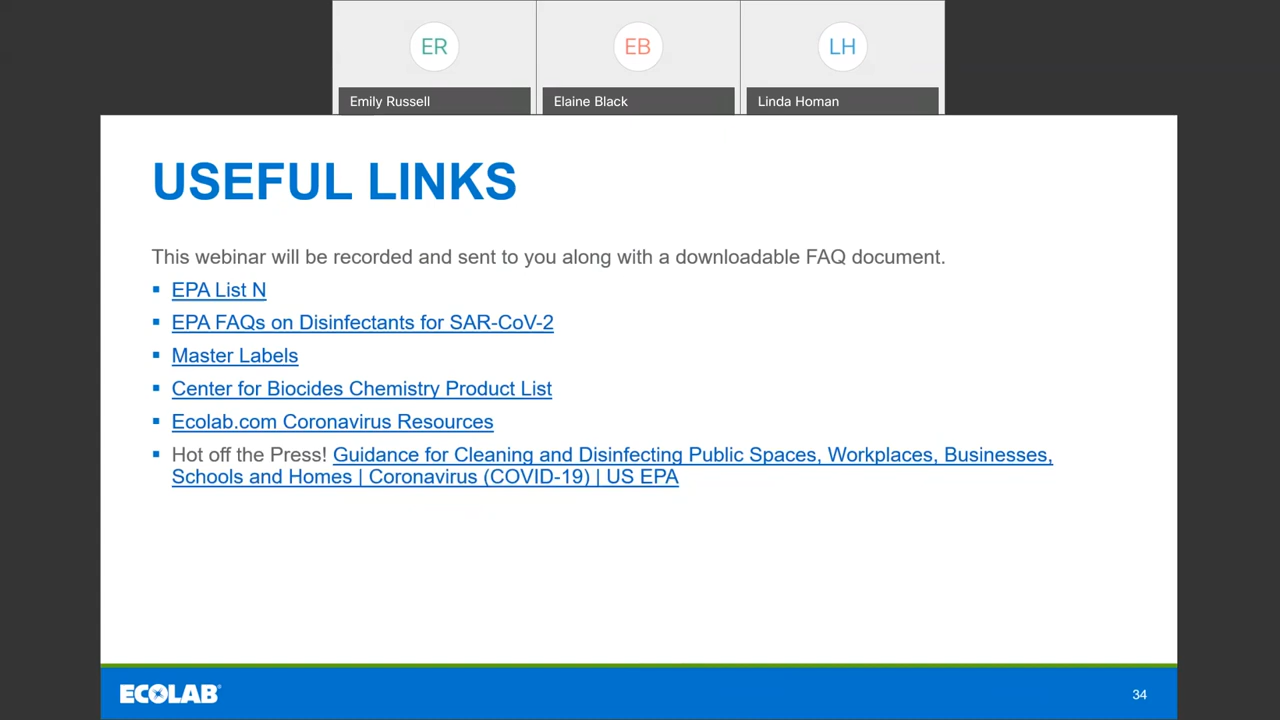 ER EB LH
Emily Russell Elaine Black Linda Homan
USEFUL LINKS
This webinar will be recorded and sent to you along with a downloadable FAQ document.
▪ EPA List N
▪ EPA FAQs on Disinfectants for SAR-CoV-2
▪ Master Labels
▪ Center for Biocides Chemistry Product List
▪ Ecolab.com Coronavirus Resources
▪ Hot off the Press! Guidance for Cleaning and Disinfecting Public Spaces, Workplaces, Businesses,
Schools and Homes | Coronavirus (COVID-19) | US EPA
ECOLAB® 34